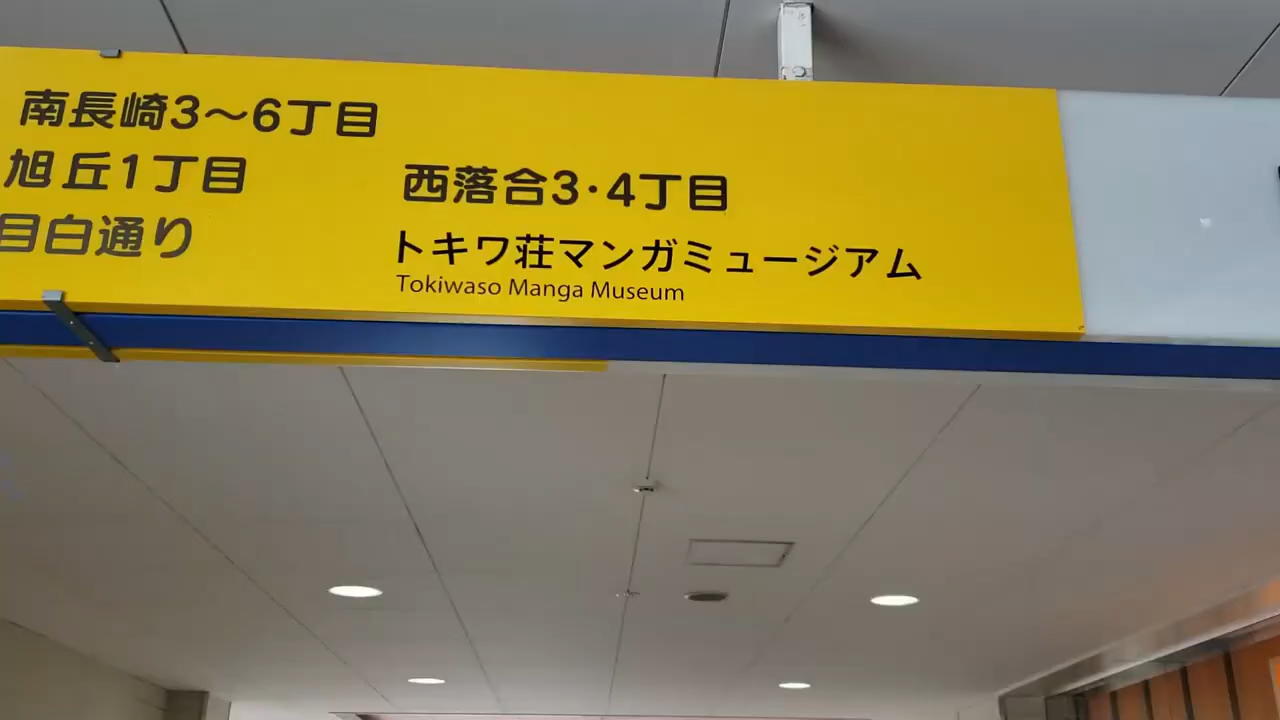 南長崎3～6丁目
旭丘1丁目
目白通り
西落合3・4丁目
トキワ荘マンガミュージアム
Tokiwaso Manga Museum